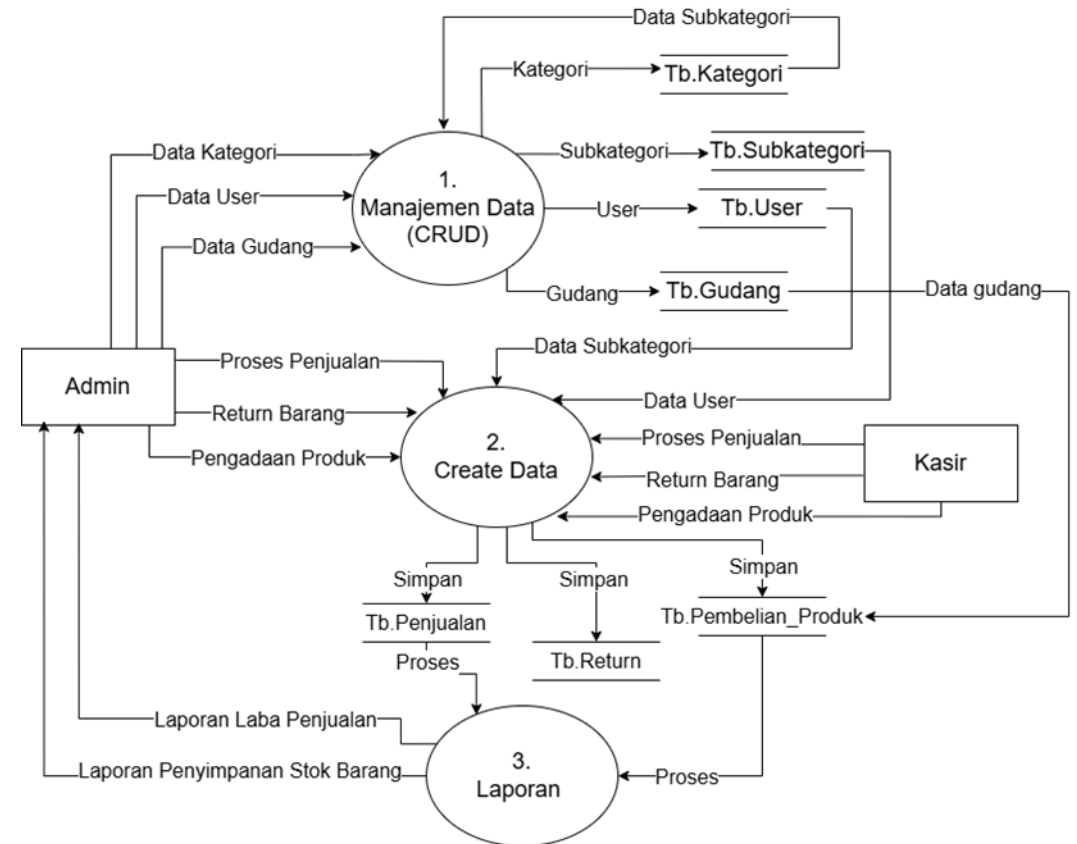 Data Subkategori
Kategori
Tb.Kategori
Data Kategori
Subkategori
Tb.Subkategori
1.
Manajemen Data
(CRUD)
Data User
User
Tb.User
Data Gudang
Gudang
Tb.Gudang
Data gudang
Data Subkategori
Proses Penjualan
Admin
Data User
Return Barang
Proses Penjualan
2.
Create Data
Kasir
Pengadaan Produk
Return Barang
Pengadaan Produk
Simpan
Simpan
Simpan
Tb.Penjualan
Tb.Pembelian_Produk
Proses
Tb.Return
Laporan Laba Penjualan
3.
Laporan
Laporan Penyimpanan Stok Barang
Proses